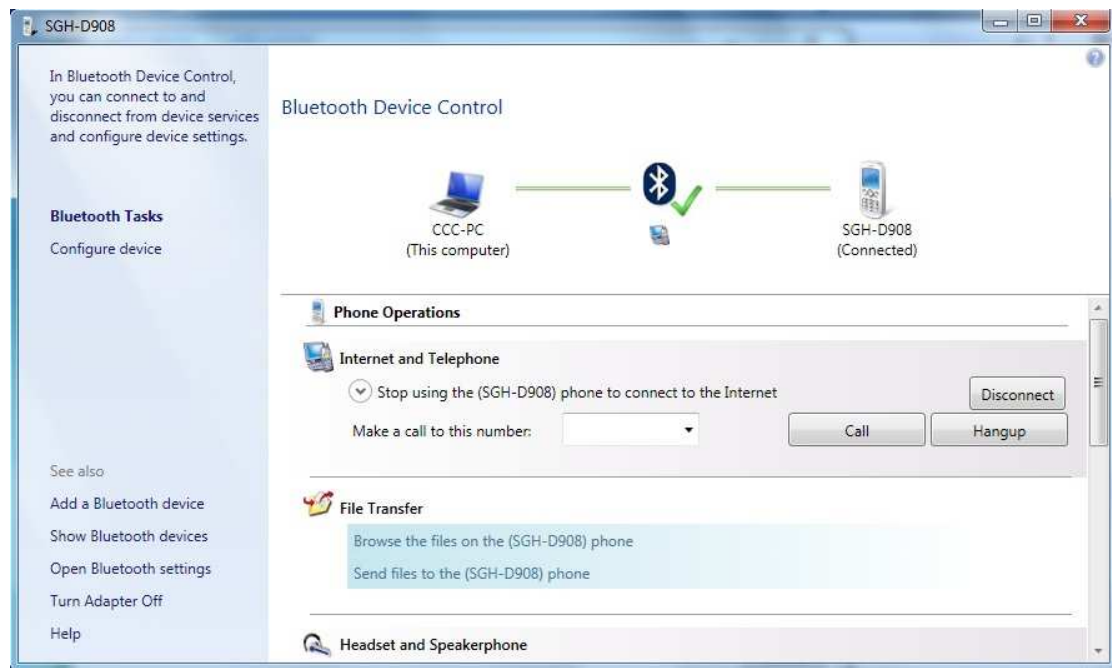 SGH-D908
In Bluetooth Device Control,
you can connect to and
disconnect from device services
and configure device settings.
Bluetooth Tasks
Configure device
See also
Add a Bluetooth device
Show Bluetooth devices
Open Bluetooth settings
Turn Adapter Off
Help
Bluetooth Device Control
CCC-PC
(This computer)
SGH-D908
(Connected)
Phone Operations
Internet and Telephone
Stop using the (SGH-D908) phone to connect to the Internet
Disconnect
Make a call to this number:
Call
Hangup
File Transfer
Browse the files on the (SGH-D908) phone
Send files to the (SGH-D908) phone
Headset and Speakerphone